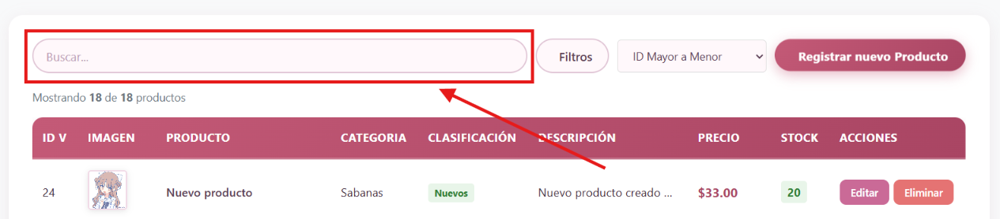 Buscar... Filtros ID Mayor a Menor Registrar nuevo Producto
Mostrando 18 de 18 productos
ID V IMAGEN PRODUCTO CATEGORIA CLASIFICACIÓN DESCRIPCIÓN PRECIO STOCK ACCIONES
24 Nuevo producto Sabanas Nuevos Nuevo producto creado ... $33.00 20 Editar Eliminar